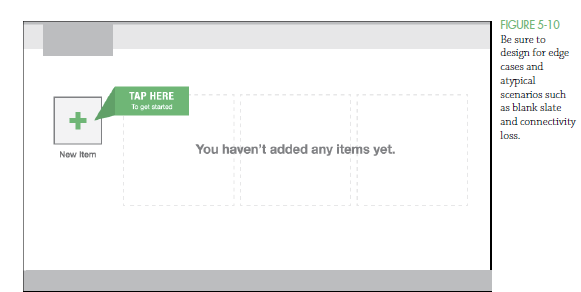 FIGURE 5-10
Be sure to
design for edge
cases and
atypical
scenarios such
as blank slate
and connectivity
loss.
TAP HERE
To get started
New Item
You haven't added any items yet.